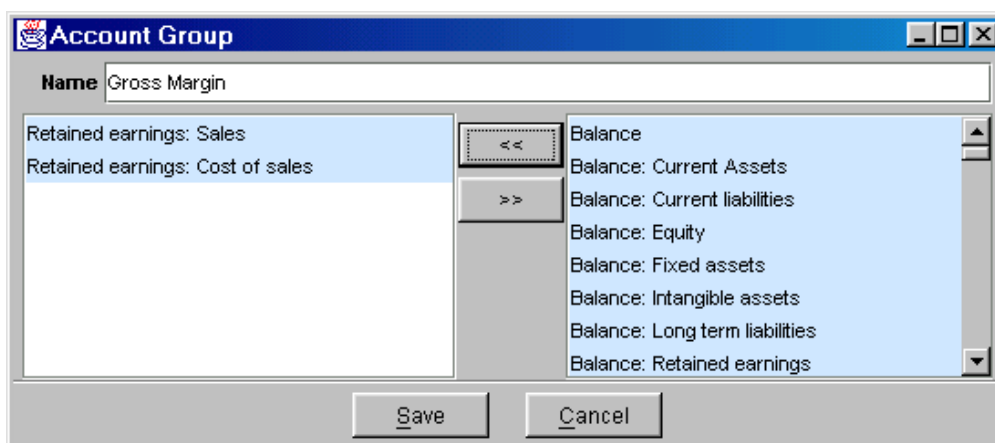 Account Group
Name Gross Margin
Retained earnings: Sales
Retained earnings: Cost of sales
<<
>>
Balance
Balance: Current Assets
Balance: Current liabilities
Balance: Equity
Balance: Fixed assets
Balance: Intangible assets
Balance: Long term liabilities
Balance: Retained earnings
Save
Cancel